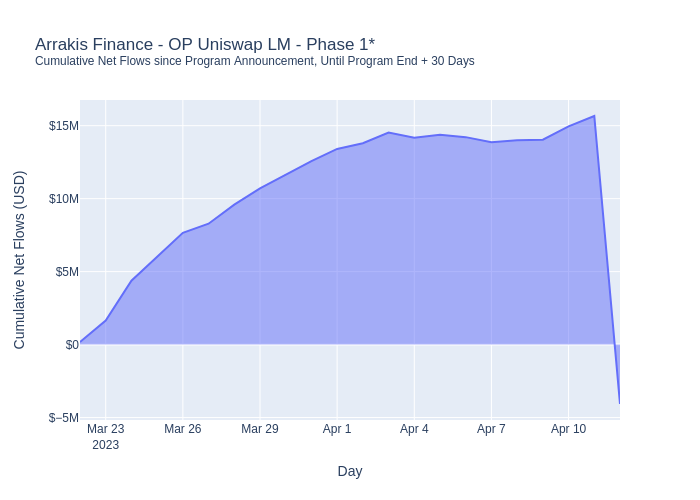 Arrakis Finance - OP Uniswap LM - Phase 1*
Cumulative Net Flows since Program Announcement, Until Program End + 30 Days
Cumulative Net Flows (USD)
$15M
$10M
$5M
$0
$−5M
Mar 23
2023
Mar 26
Mar 29
Apr 1
Apr 4
Apr 7
Apr 10
Day